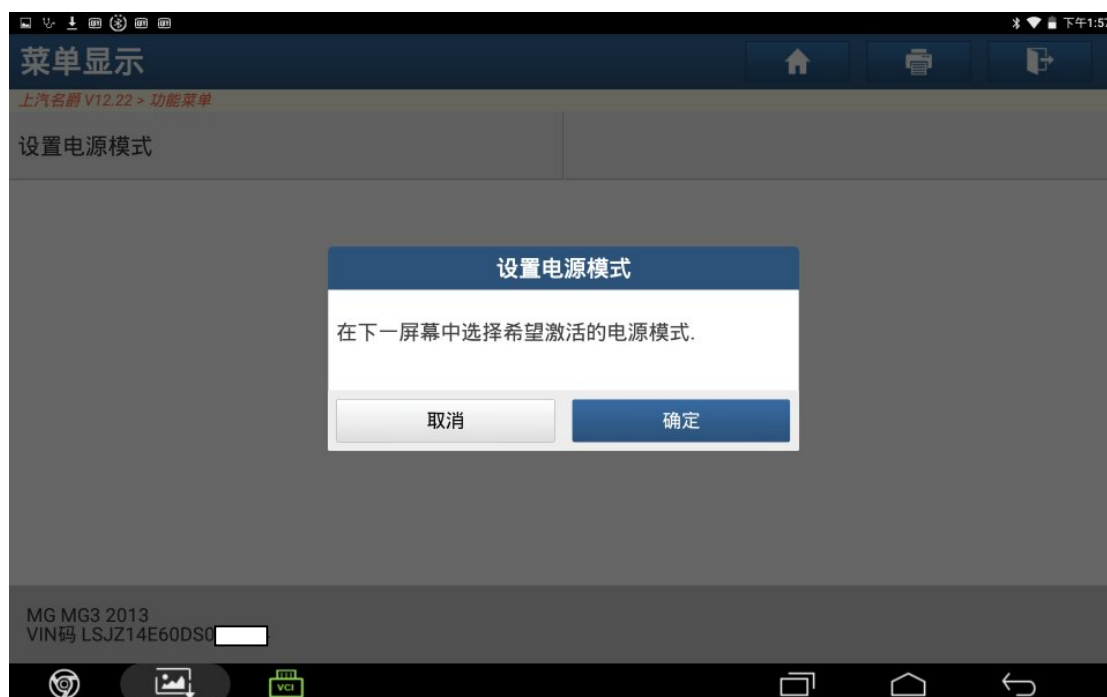 下午1:57
菜单显示
上汽名爵 V12.22 > 功能菜单
设置电源模式
设置电源模式
在下一屏幕中选择希望激活的电源模式.
取消
确定
MG MG3 2013
VIN码 LSJZ14E60DS0
VCI